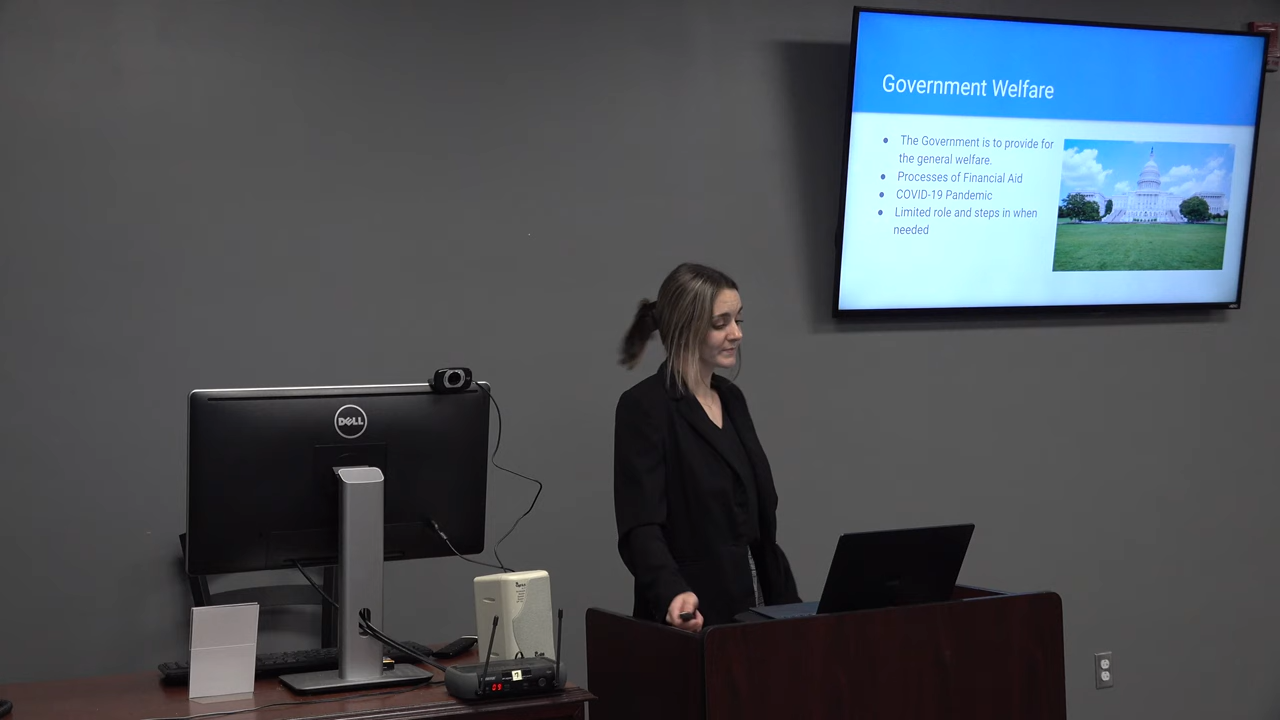 Government Welfare
● The Government is to provide for
the general welfare.
● Processes of Financial Aid
● COVID-19 Pandemic
● Limited role and steps in when
needed
DELL